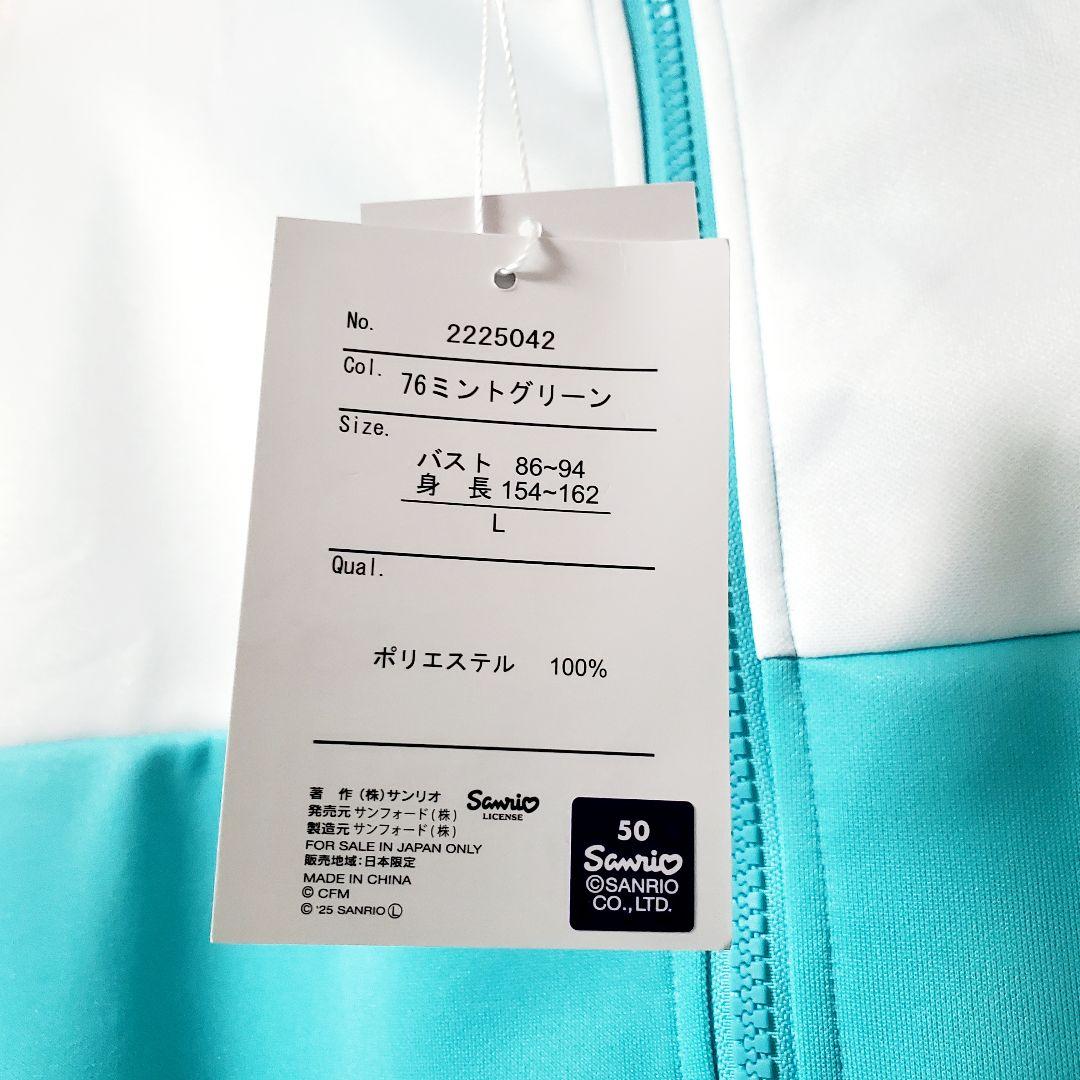 No. 2225042
Col. 76ミントグリーン
Size.
バスト 86~94
身 長 154~162
L
Qual.
ポリエステル 100%
著 作 (株)サンリオ
発売元 サンフォード(株)
製造元 サンフォード(株)
FOR SALE IN JAPAN ONLY
販売地域:日本限定
MADE IN CHINA
© CFM
© '25 SANRIO Ⓛ
Sanrio
LICENSE
50
Sanrio
©SANRIO
CO.,LTD.